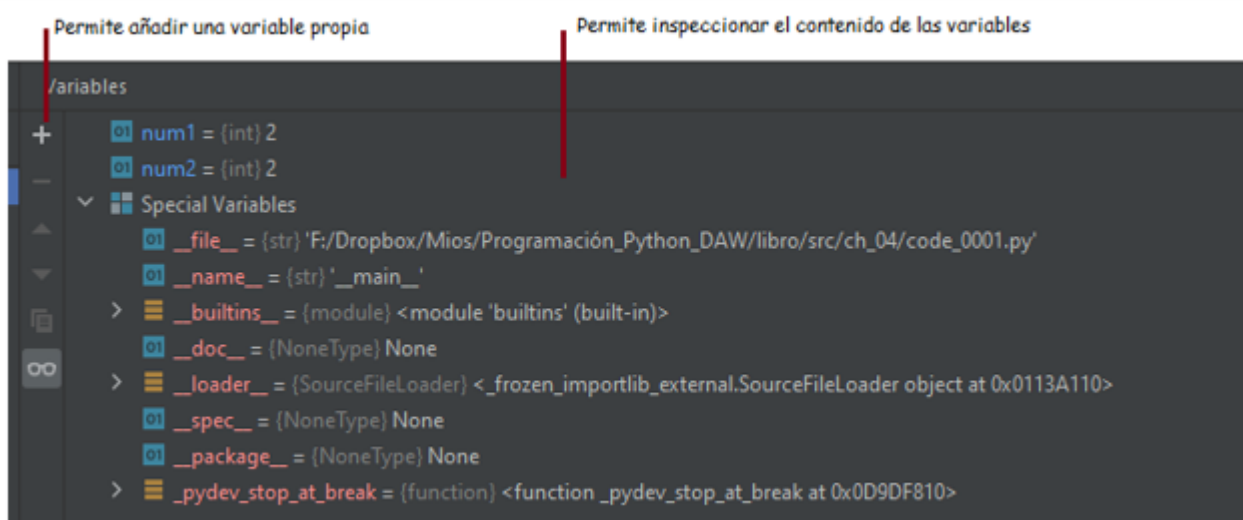 Permite añadir una variable propia
Permite inspeccionar el contenido de las variables
Variables
num1 = {int} 2
num2 = {int} 2
Special Variables
__file__ = {str} 'F:/Dropbox/Mios/Programación_Python_DAW/libro/src/ch_04/code_0001.py'
__name__ = {str} '__main__'
__builtins__ = {module} <module 'builtins' (built-in)>
__doc__ = {NoneType} None
__loader__ = {SourceFileLoader} <_frozen_importlib_external.SourceFileLoader object at 0x0113A110>
__spec__ = {NoneType} None
__package__ = {NoneType} None
_pydev_stop_at_break = {function} <function _pydev_stop_at_break at 0x0D9DF810>